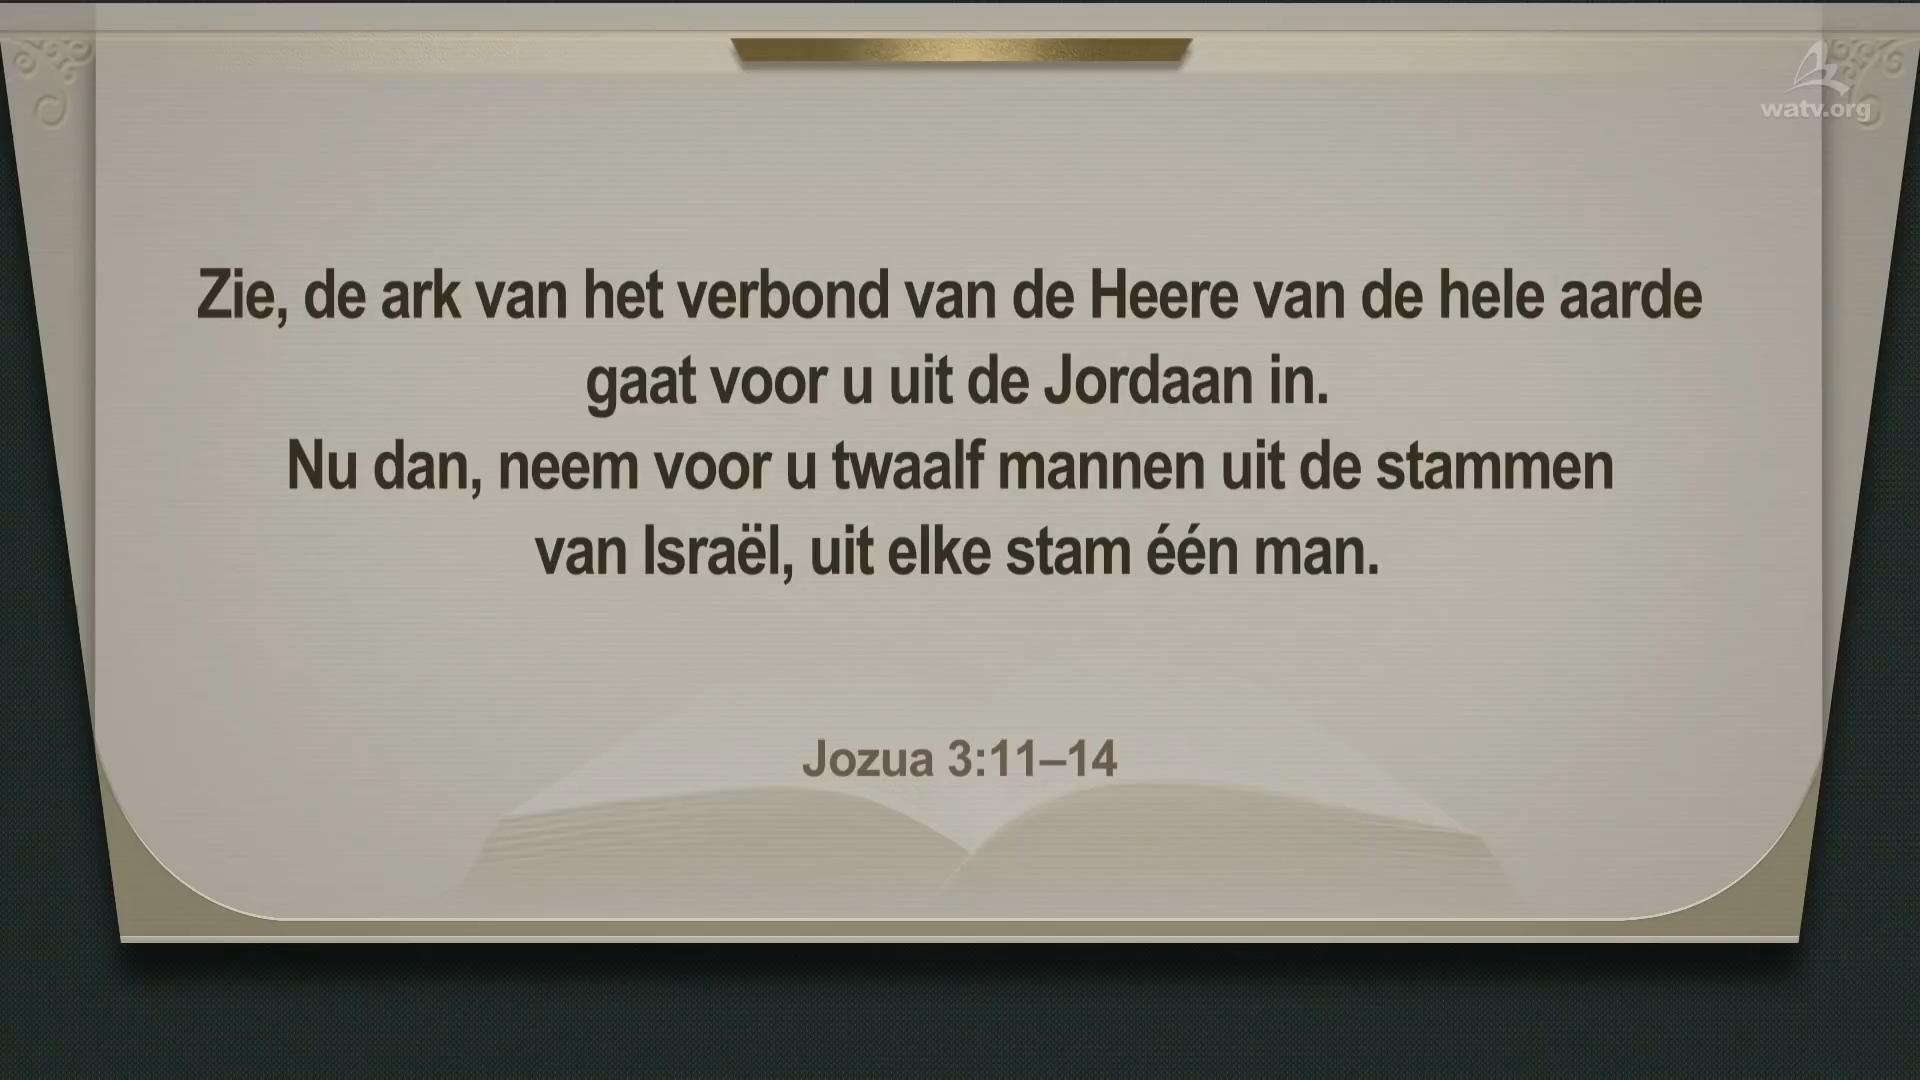 watv.org
Zie, de ark van het verbond van de Heere van de hele aarde
gaat voor u uit de Jordaan in.
Nu dan, neem voor u twaalf mannen uit de stammen
van Israël, uit elke stam één man.
Jozua 3:11–14